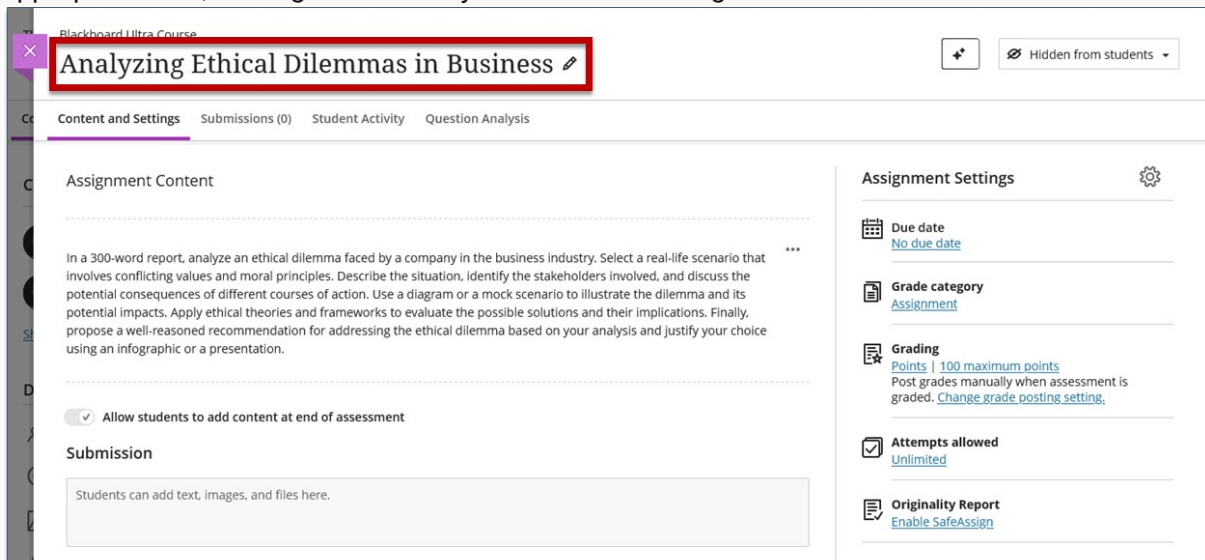 Blackboard Ultra Course
Analyzing Ethical Dilemmas in Business
Hidden from students
Content and Settings Submissions (0) Student Activity Question Analysis
Assignment Content
In a 300-word report, analyze an ethical dilemma faced by a company in the business industry. Select a real-life scenario that
involves conflicting values and moral principles. Describe the situation, identify the stakeholders involved, and discuss the
potential consequences of different courses of action. Use a diagram or a mock scenario to illustrate the dilemma and its
potential impacts. Apply ethical theories and frameworks to evaluate the possible solutions and their implications. Finally,
propose a well-reasoned recommendation for addressing the ethical dilemma based on your analysis and justify your choice
using an infographic or a presentation.
Allow students to add content at end of assessment
Submission
Students can add text, images, and files here.
Assignment Settings
Due date
No due date
Grade category
Assignment
Grading
Points | 100 maximum points
Post grades manually when assessment is
graded. Change grade posting setting.
Attempts allowed
Unlimited
Originality Report
Enable SafeAssign